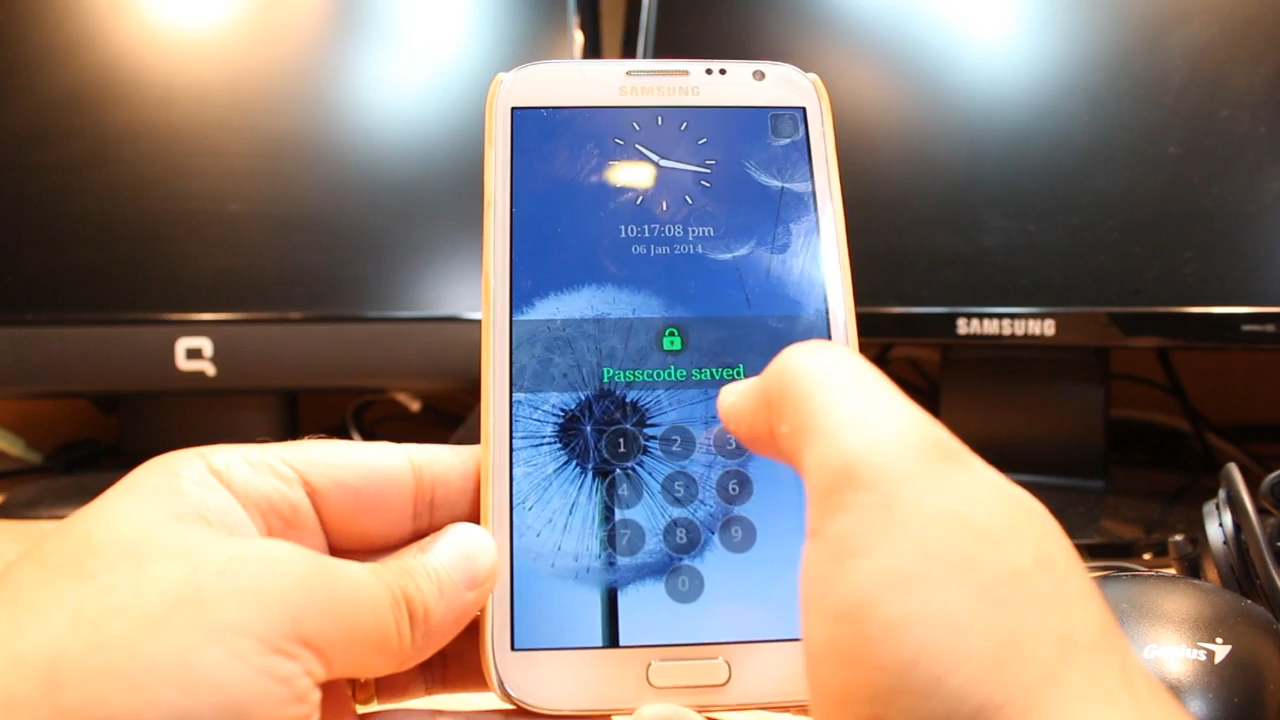 SAMSUNG
10:17:08 pm
06 Jan 2014
SAMSUNG
Passcode saved
1 2 3
4 5 6
7 8 9
0
Genius